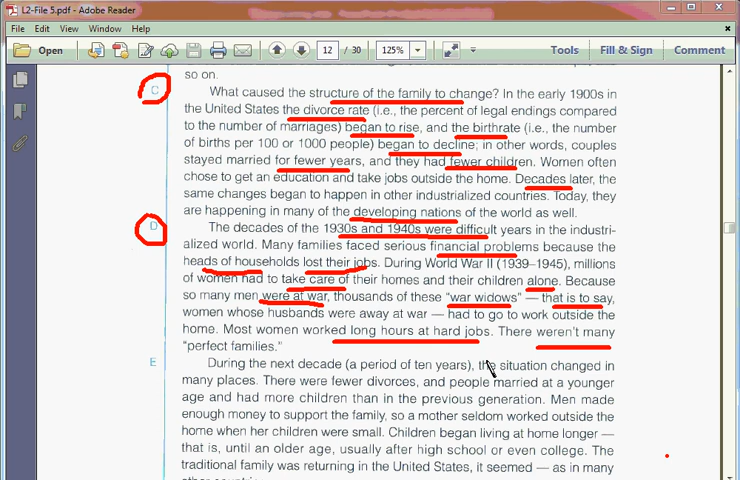 L2-File 5.pdf - Adobe Reader
File Edit View Window Help
Open 12 / 30 125% Tools Fill & Sign Comment
so on.
C What caused the structure of the family to change? In the early 1900s in
the United States the divorce rate (i.e., the percent of legal endings compared
to the number of marriages) began to rise, and the birthrate (i.e., the number
of births per 100 or 1000 people) began to decline; in other words, couples
stayed married for fewer years, and they had fewer children. Women often
chose to get an education and take jobs outside the home. Decades later, the
same changes began to happen in other industrialized countries. Today, they
are happening in many of the developing nations of the world as well.
D The decades of the 1930s and 1940s were difficult years in the industri-
alized world. Many families faced serious financial problems because the
heads of households lost their jobs. During World War II (1939–1945), millions
of women had to take care of their homes and their children alone. Because
so many men were at war, thousands of these "war widows" — that is to say,
women whose husbands were away at war — had to go to work outside the
home. Most women worked long hours at hard jobs. There weren't many
"perfect families."
E During the next decade (a period of ten years), the situation changed in
many places. There were fewer divorces, and people married at a younger
age and had more children than in the previous generation. Men made
enough money to support the family, so a mother seldom worked outside the
home when her children were small. Children began living at home longer —
that is, until an older age, usually after high school or even college. The
traditional family was returning in the United States, it seemed — as in many